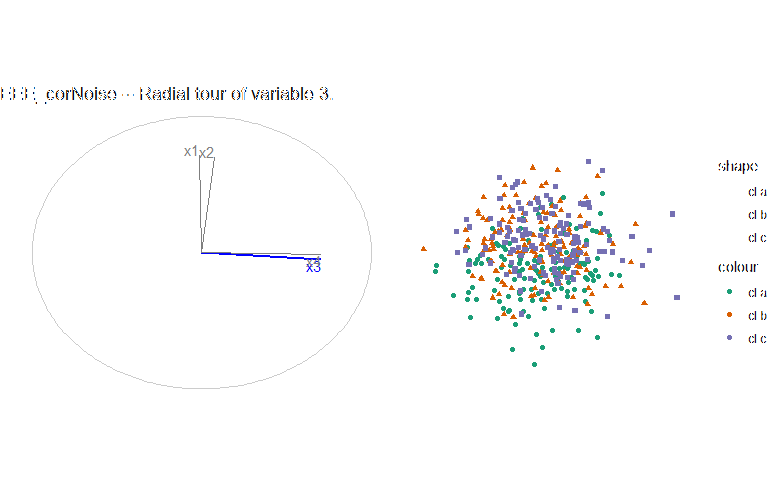 corNoise -- Radial tour of variable 3.
x1 x2
x3
shape
cl a
cl b
cl c
colour
cl a
cl b
cl c